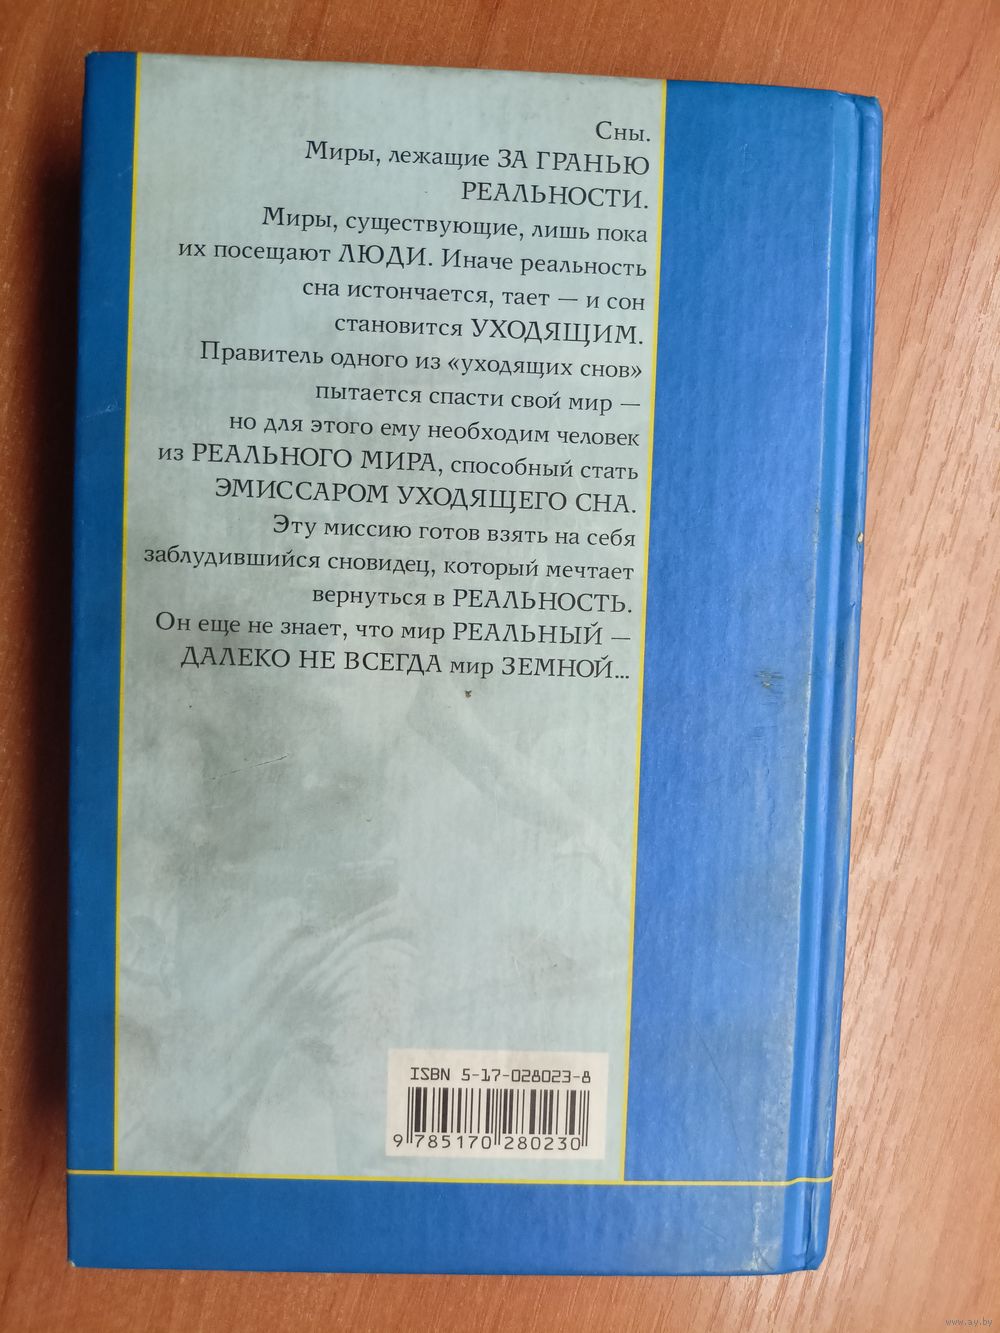 Сны.
Миры, лежащие ЗА ГРАНЬЮ
РЕАЛЬНОСТИ.
Миры, существующие, лишь пока
их посещают ЛЮДИ. Иначе реальность
сна истончается, тает — и сон
становится УХОДЯЩИМ.
Правитель одного из «уходящих снов»
пытается спасти свой мир —
но для этого ему необходим человек
из РЕАЛЬНОГО МИРА, способный стать
ЭМИССАРОМ УХОДЯЩЕГО СНА.
Эту миссию готов взять на себя
заблудившийся сновидец, который мечтает
вернуться в РЕАЛЬНОСТЬ.
Он еще не знает, что мир РЕАЛЬНЫЙ —
ДАЛЕКО НЕ ВСЕГДА мир ЗЕМНОЙ...
ISBN 5-17-028023-8
9 785170 280230
www.ay.by